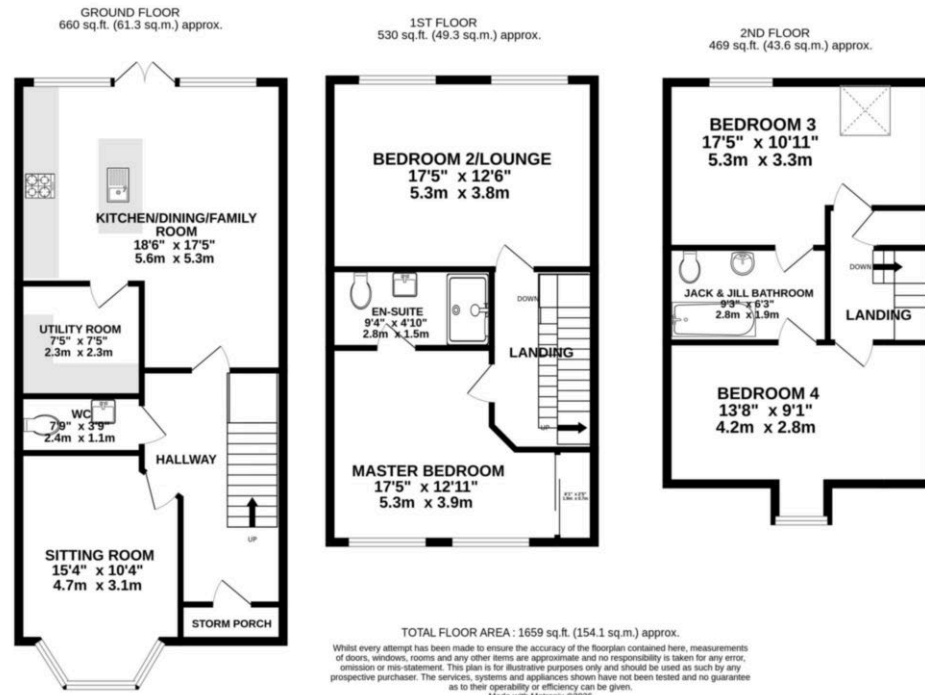 GROUND FLOOR
660 sq.ft. (61.3 sq.m.) approx.
KITCHEN/DINING/FAMILY
ROOM
18'6" x 17'5"
5.6m x 5.3m
UTILITY ROOM
7'5" x 7'5"
2.3m x 2.3m
WC
7'9" x 3'9"
2.4m x 1.1m
HALLWAY
UP
SITTING ROOM
15'4" x 10'4"
4.7m x 3.1m
STORM PORCH
1ST FLOOR
530 sq.ft. (49.3 sq.m.) approx.
BEDROOM 2/LOUNGE
17'5" x 12'6"
5.3m x 3.8m
EN-SUITE
9'4" x 4'10"
2.8m x 1.5m
DOWN
LANDING
UP
MASTER BEDROOM
17'5" x 12'11"
5.3m x 3.9m
2ND FLOOR
469 sq.ft. (43.6 sq.m.) approx.
BEDROOM 3
17'5" x 10'11"
5.3m x 3.3m
JACK & JILL BATHROOM
9'3" x 6'3"
2.8m x 1.9m
DOWN
LANDING
BEDROOM 4
13'8" x 9'1"
4.2m x 2.8m
TOTAL FLOOR AREA : 1659 sq.ft. (154.1 sq.m.) approx.
Whilst every attempt has been made to ensure the accuracy of the floorplan contained here, measurements
of doors, windows, rooms and any other items are approximate and no responsibility is taken for any error,
omission or mis-statement. This plan is for illustrative purposes only and should be used as such by any
prospective purchaser. The services, systems and appliances shown have not been tested and no guarantee
as to their operability or efficiency can be given.
Made with